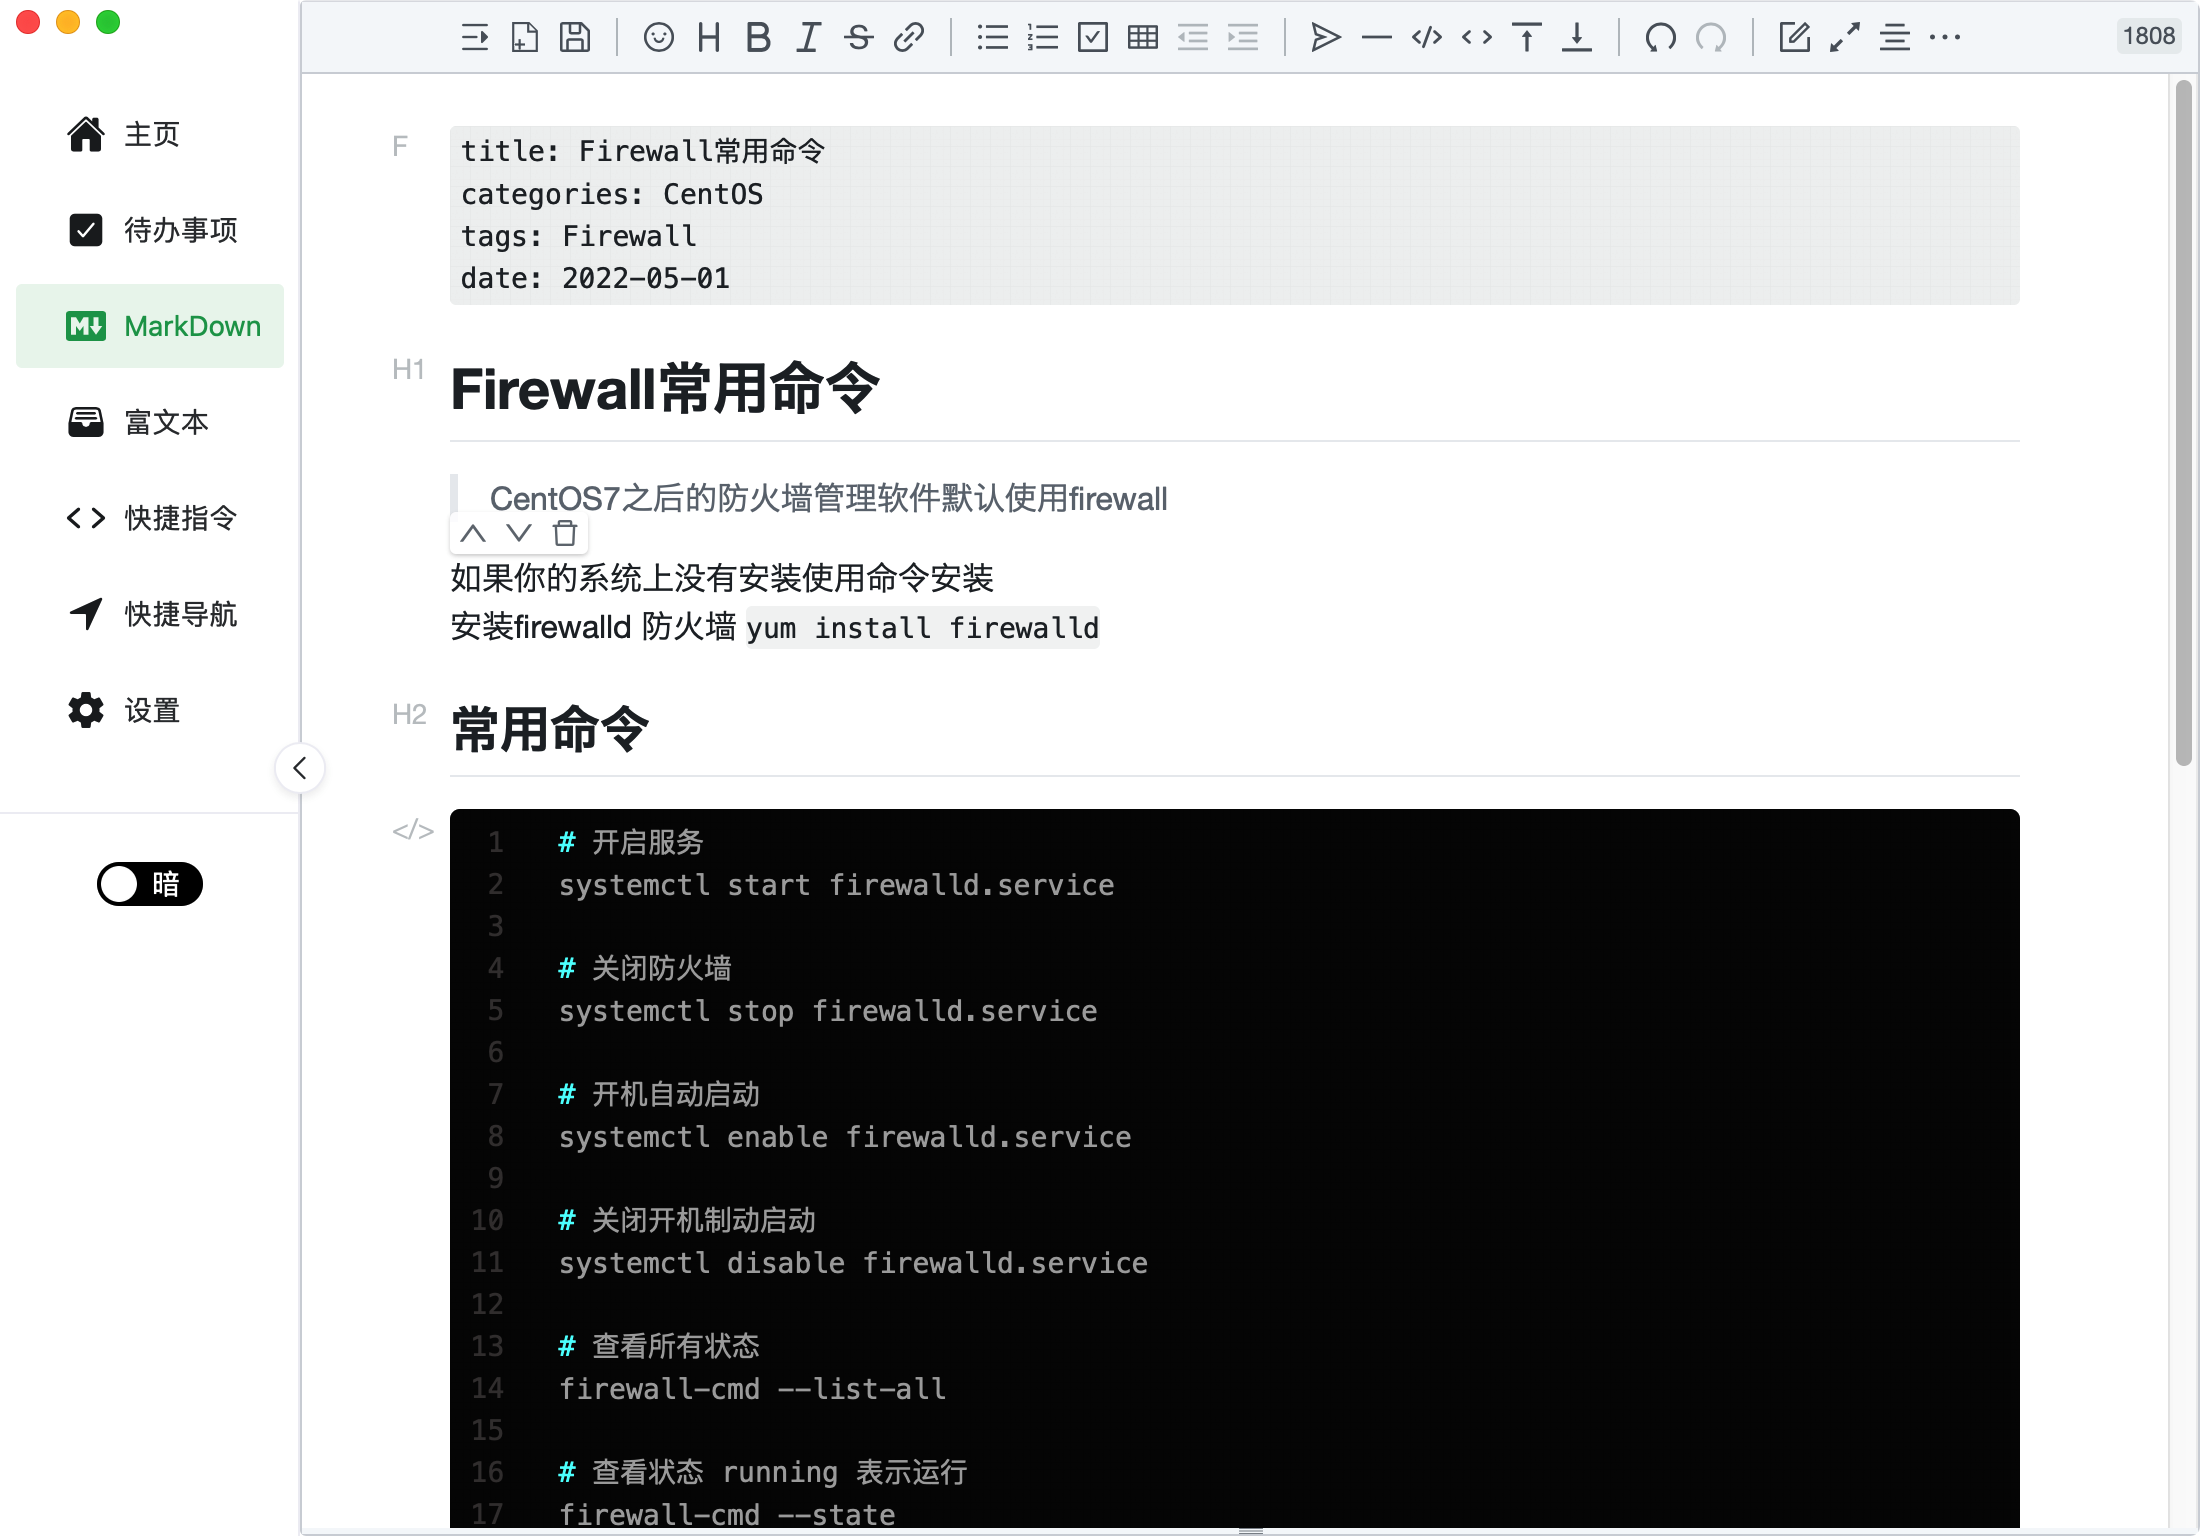 1808
主页
待办事项
MarkDown
富文本
快捷指令
快捷导航
设置
暗
F
title: Firewall常用命令
categories: CentOS
tags: Firewall
date: 2022-05-01
H1
Firewall常用命令
CentOS7之后的防火墙管理软件默认使用firewall
如果你的系统上没有安装使用命令安装
安装firewalld 防火墙 yum install firewalld
H2
常用命令
</>
1 # 开启服务
2 systemctl start firewalld.service
3
4 # 关闭防火墙
5 systemctl stop firewalld.service
6
7 # 开机自动启动
8 systemctl enable firewalld.service
9
10 # 关闭开机制动启动
11 systemctl disable firewalld.service
12
13 # 查看所有状态
14 firewall-cmd --list-all
15
16 # 查看状态 running 表示运行
17 firewall-cmd --state